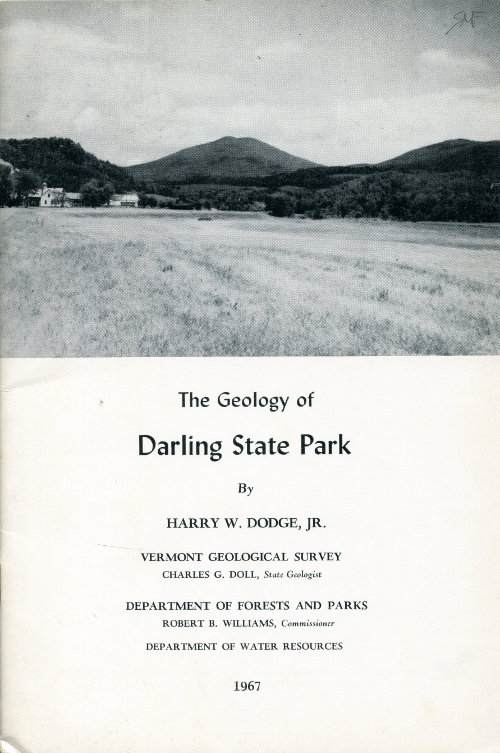 The Geology of
Darling State Park
By
HARRY W. DODGE, JR.
VERMONT GEOLOGICAL SURVEY
CHARLES G. DOLL, State Geologist
DEPARTMENT OF FORESTS AND PARKS
ROBERT B. WILLIAMS, Commissioner
DEPARTMENT OF WATER RESOURCES
1967